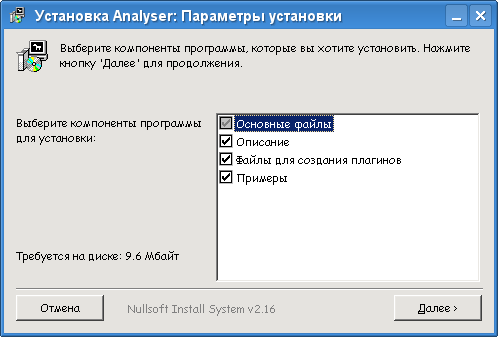 Установка Analyser: Параметры установки
Выберите компоненты программы, которые вы хотите установить. Нажмите
кнопку 'Далее' для продолжения.
Выберите компоненты программы
для установки:
Основные файлы
Описание
Файлы для создания плагинов
Примеры
Требуется на диске: 9.6 Мбайт
Отмена
Nullsoft Install System v2.16
Далее >